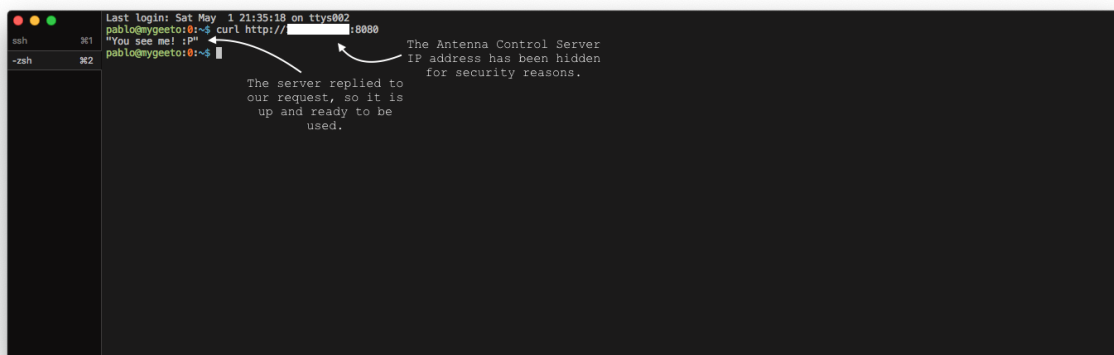 Last login: Sat May  1 21:35:18 on ttys002
pablo@mygeeto:0:~$ curl http://:8080
ssh ⌘1
"You see me! :P"
-zsh ⌘2
pablo@mygeeto:0:~$
The Antenna Control Server
IP address has been hidden
for security reasons.
The server replied to
our request, so it is
up and ready to be
used.